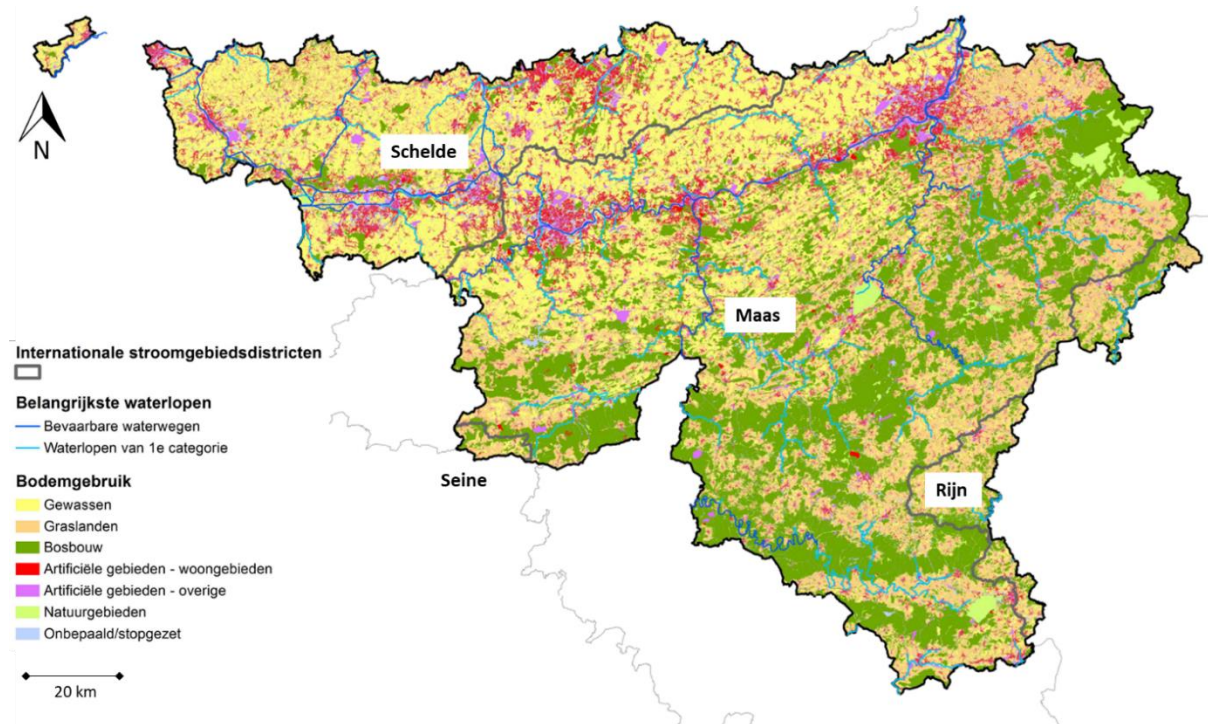 N
Schelde
Maas
Internationale stroomgebiedsdistricten
Belangrijkste waterlopen
Bevaarbare waterwegen
Waterlopen van 1e categorie
Seine
Rijn
Bodemgebruik
Gewassen
Graslanden
Bosbouw
Artificiële gebieden - woongebieden
Artificiële gebieden - overige
Natuurgebieden
Onbepaald/stopgezet
20 km